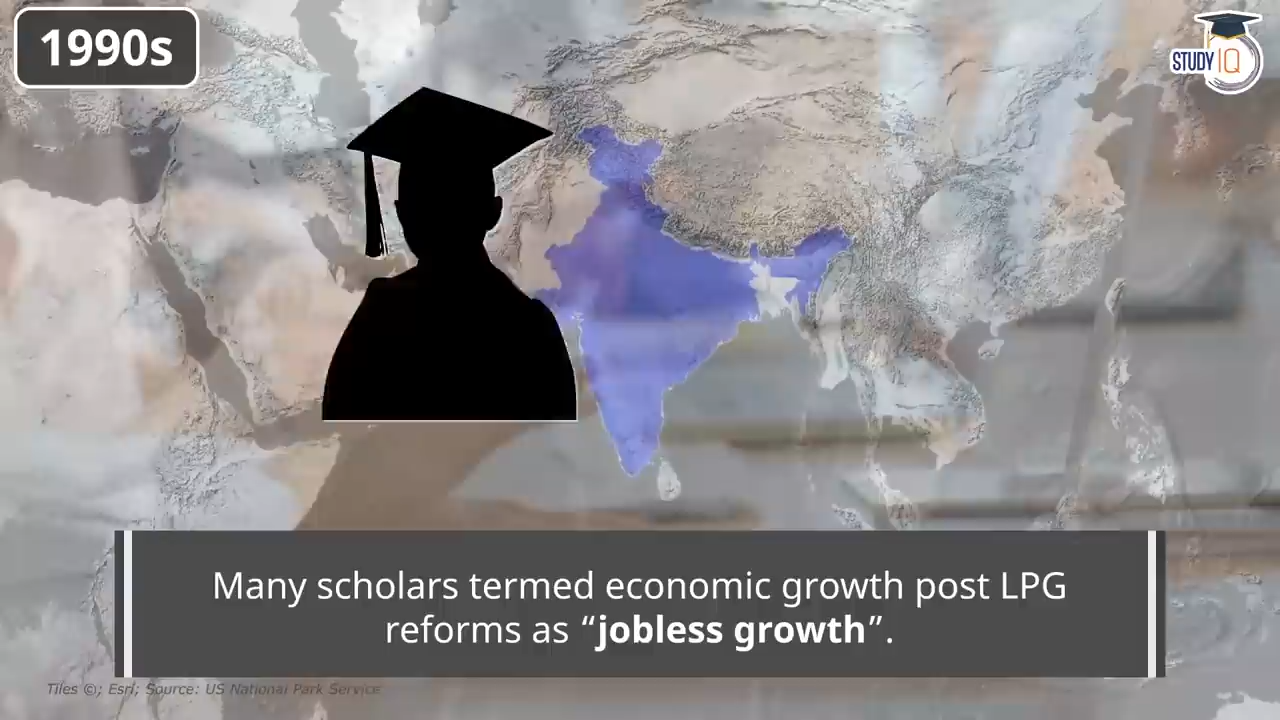 1990s
STUDY IQ
Many scholars termed economic growth post LPG
reforms as “jobless growth”.
Tiles ©; Esri; Source: US National Park Service